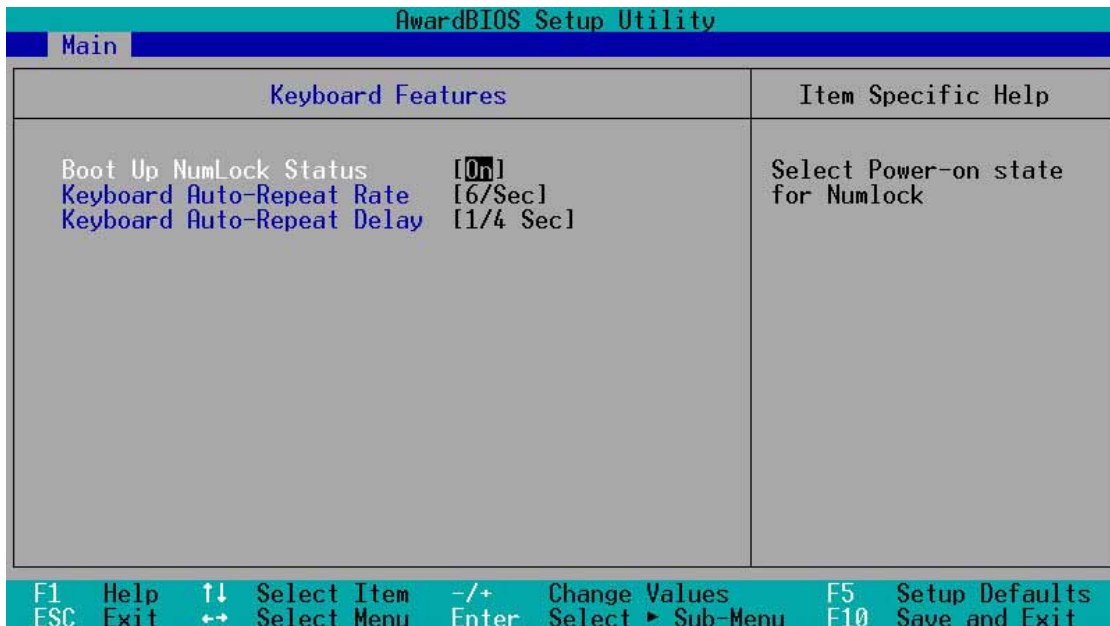 AwardBIOS Setup Utility
Main
Keyboard Features
Item Specific Help
Boot Up NumLock Status [On]
Keyboard Auto-Repeat Rate [6/Sec]
Keyboard Auto-Repeat Delay [1/4 Sec]
Select Power-on state
for Numlock
F1 Help ↑↓ Select Item -/+ Change Values F5 Setup Defaults
ESC Exit ←→ Select Menu Enter Select ► Sub-Menu F10 Save and Exit